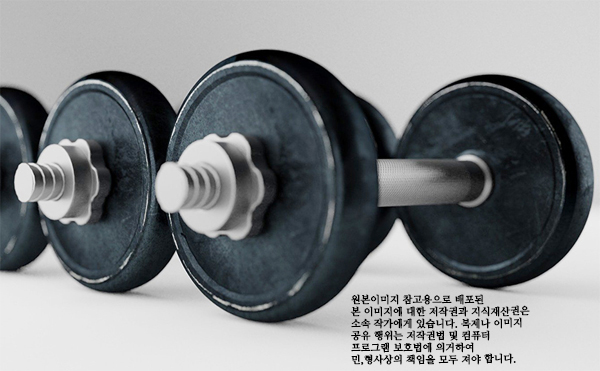 원본이미지 참고용으로 배포된
본 이미지에 대한 저작권과 지식재산권은
소속 작가에게 있습니다. 복제나 이미지
공유 행위는 저작권법 및 컴퓨터
프로그램 보호법에 의거하여
민,형사상의 책임을 모두 져야 합니다.